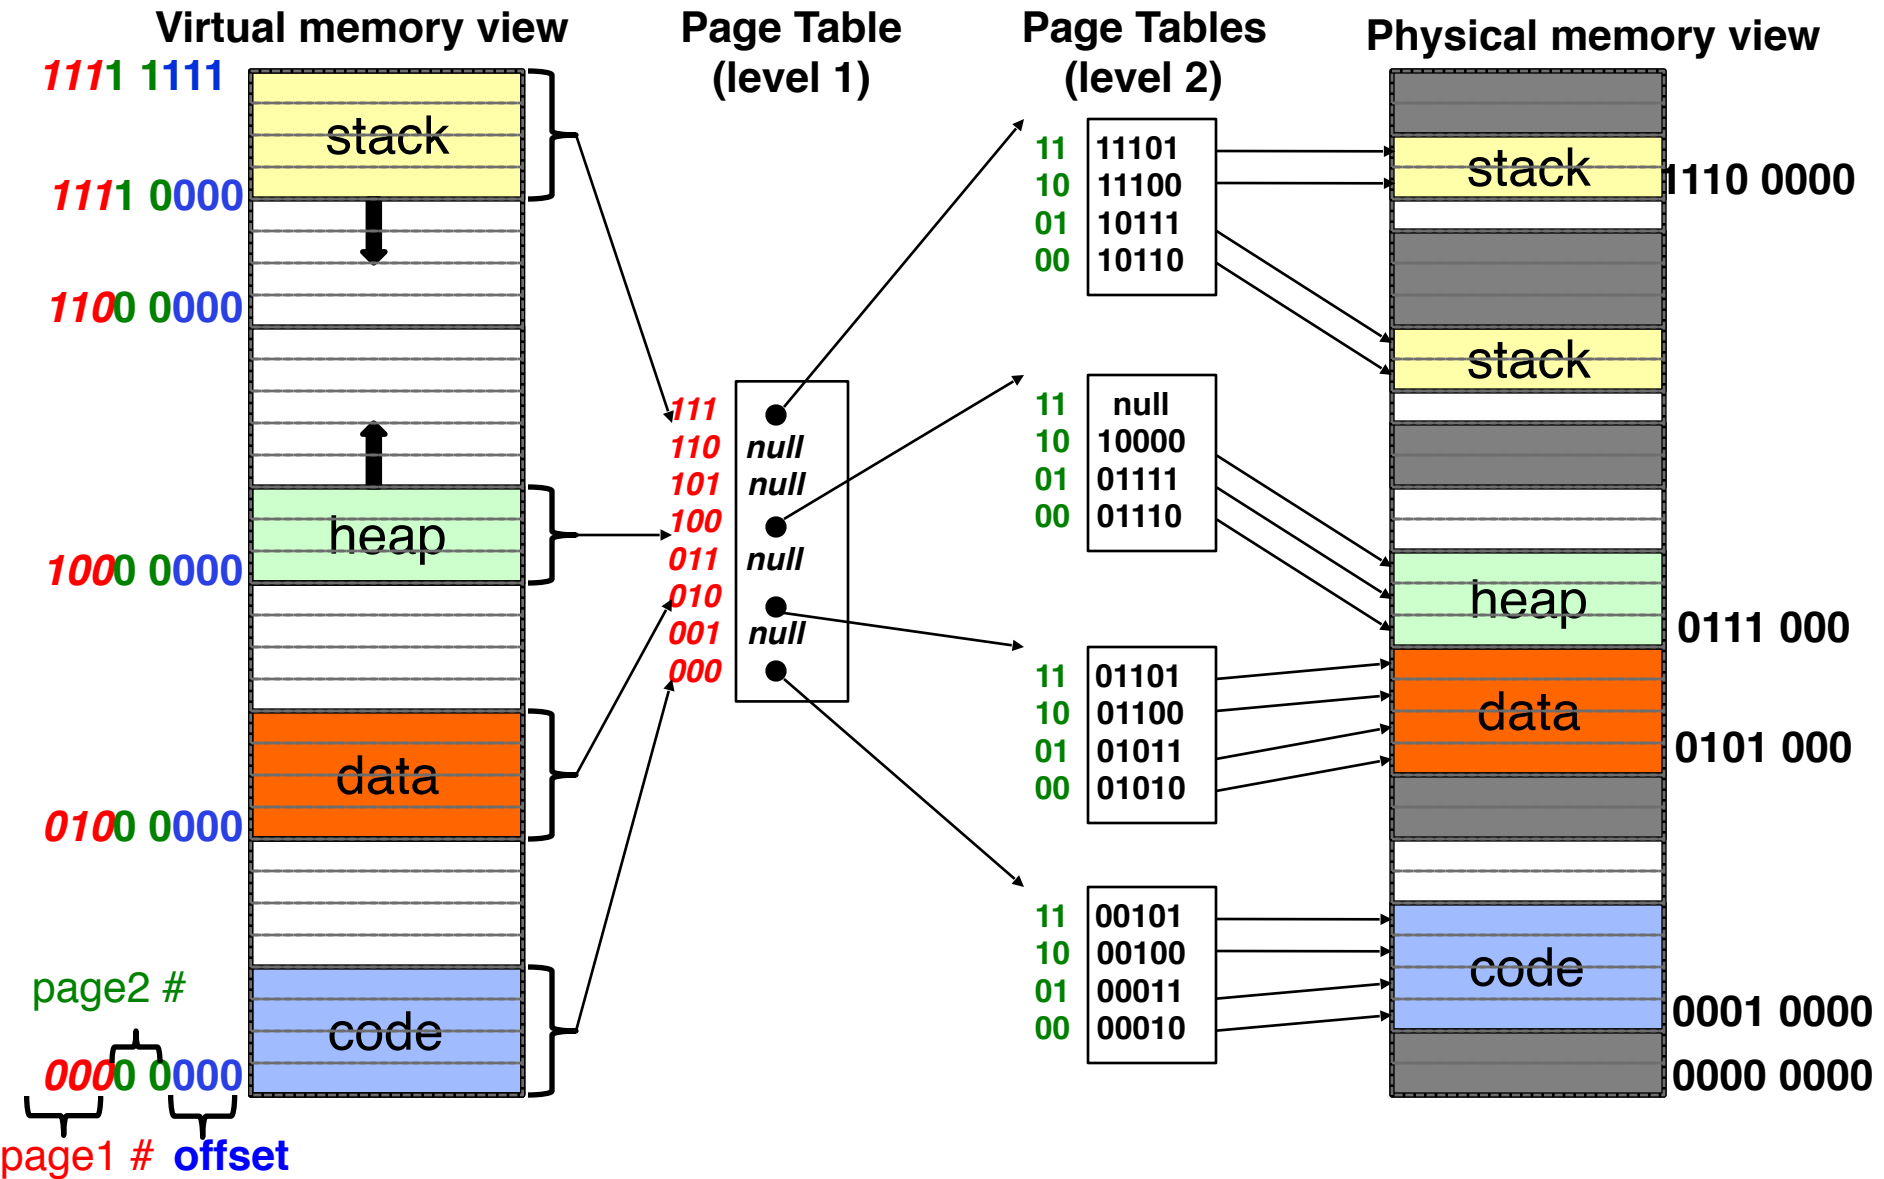 Virtual memory view
Page Table
(level 1)
Page Tables
(level 2)
Physical memory view
1111 1111
stack
1111 0000
1100 0000
heap
1000 0000
data
0100 0000
page2 #
code
0000 0000
page1 # offset
111
110 null
101 null
100
011 null
010
001 null
000
11 11101
10 11100
01 10111
00 10110
11 null
10 10000
01 01111
00 01110
11 01101
10 01100
01 01011
00 01010
11 00101
10 00100
01 00011
00 00010
stack 1110 0000
stack
heap
0111 000
data
0101 000
code
0001 0000
0000 0000